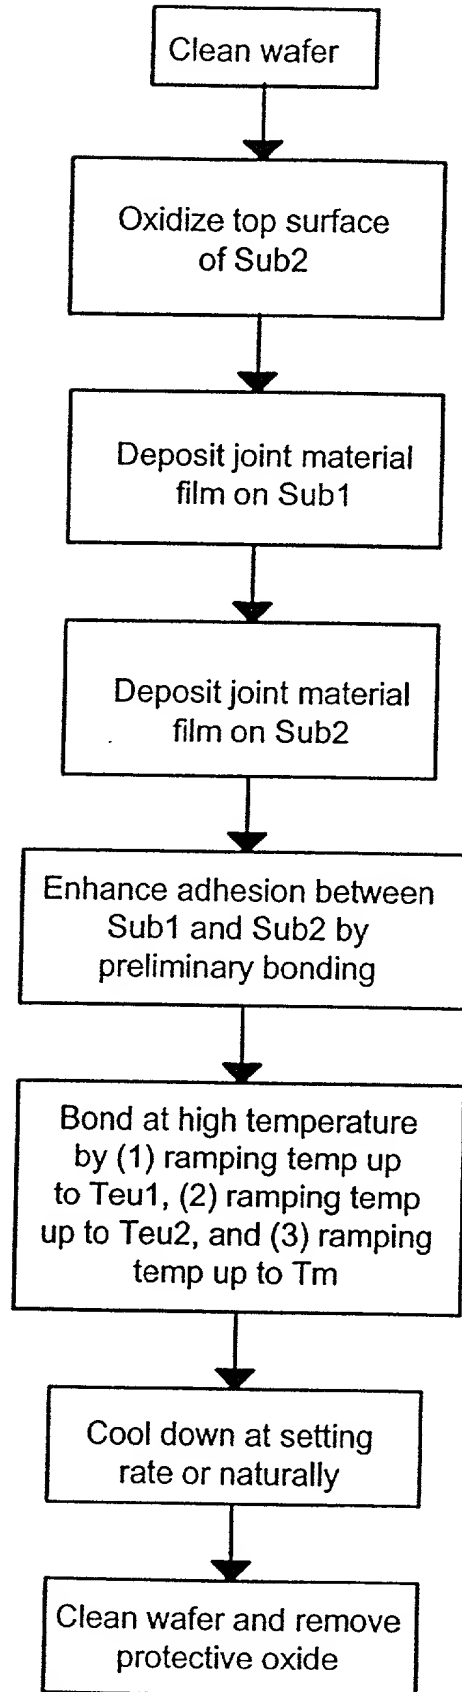 Clean wafer
Oxidize top surface
of Sub2
Deposit joint material
film on Sub1
Deposit joint material
film on Sub2
Enhance adhesion between
Sub1 and Sub2 by
preliminary bonding
Bond at high temperature
by (1) ramping temp up
to Teu1, (2) ramping temp
up to Teu2, and (3) ramping
temp up to Tm
Cool down at setting
rate or naturally
Clean wafer and remove
protective oxide